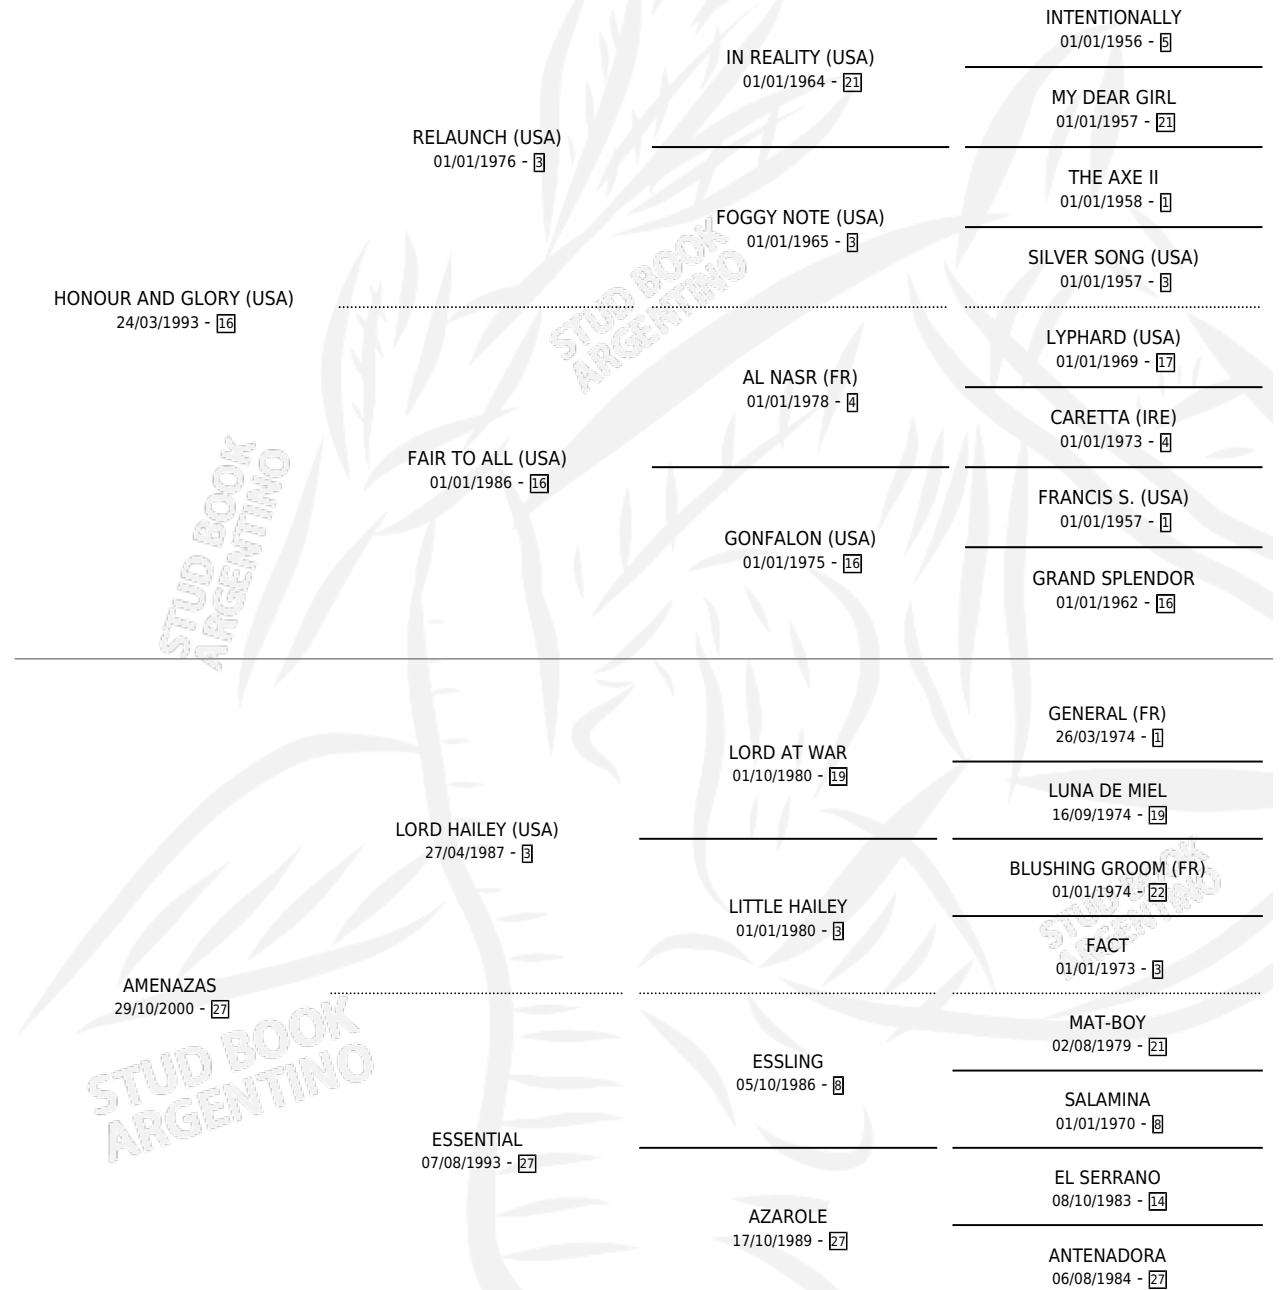 INTENTIONALLY
01/01/1956 - 5
IN REALITY (USA)
01/01/1964 - 21
MY DEAR GIRL
01/01/1957 - 21
RELAUNCH (USA)
01/01/1976 - 3
THE AXE II
01/01/1958 - 1
FOGGY NOTE (USA)
01/01/1965 - 3
SILVER SONG (USA)
01/01/1957 - 3
HONOUR AND GLORY (USA)
24/03/1993 - 16
LYPHARD (USA)
01/01/1969 - 17
AL NASR (FR)
01/01/1978 - 4
CARETTA (IRE)
01/01/1973 - 4
FAIR TO ALL (USA)
01/01/1986 - 16
FRANCIS S. (USA)
01/01/1957 - 1
GONFALON (USA)
01/01/1975 - 16
GRAND SPLENDOR
01/01/1962 - 16
GENERAL (FR)
26/03/1974 - 1
LORD AT WAR
01/10/1980 - 19
LUNA DE MIEL
16/09/1974 - 19
LORD HAILEY (USA)
27/04/1987 - 3
BLUSHING GROOM (FR)
01/01/1974 - 22
LITTLE HAILEY
01/01/1980 - 3
FACT
01/01/1973 - 3
AMENAZAS
29/10/2000 - 27
MAT-BOY
02/08/1979 - 21
ESSLING
05/10/1986 - 8
SALAMINA
01/01/1970 - 8
ESSENTIAL
07/08/1993 - 27
EL SERRANO
08/10/1983 - 14
AZAROLE
17/10/1989 - 27
ANTENADORA
06/08/1984 - 27
STUD BOOK
ARGENTINO
STUD BOOK
ARGENTINO
STUD BOOK
ARGENTINO
STUD BOOK
ARGENTINO